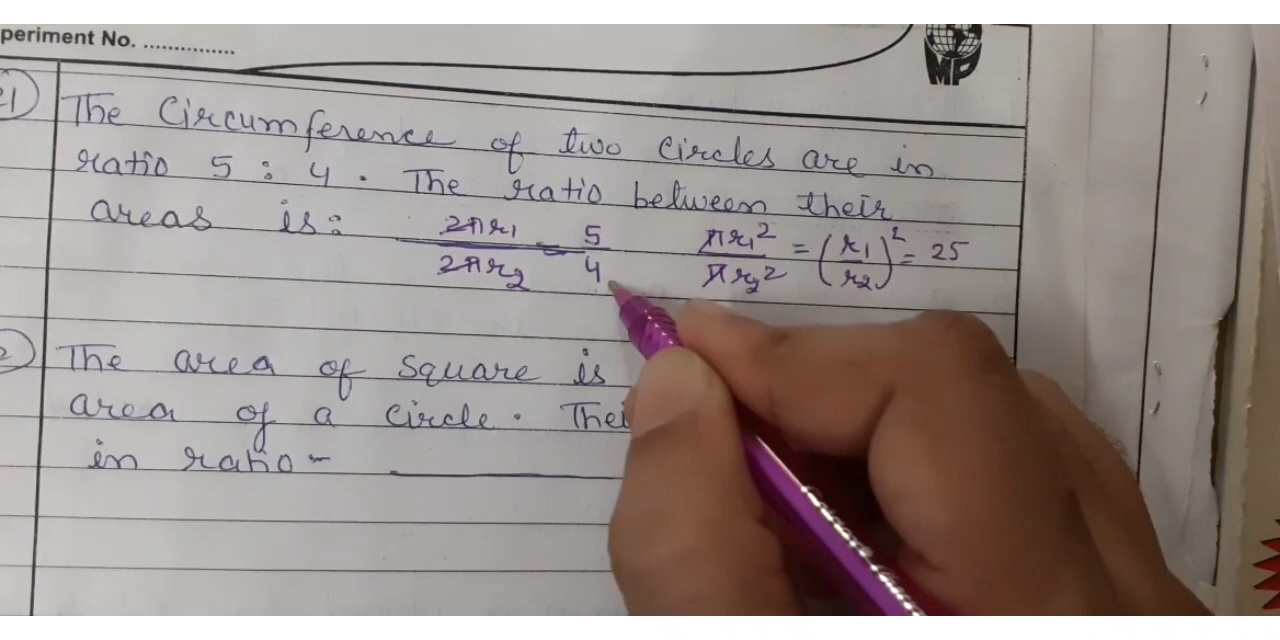 periment No. ...............
MP
1 The Circumference of two circles are in
ratio 5 : 4 . The ratio between their
areas is: 2πr1/2πr2 = 5/4 πr1²/πr2² = (r1/r2)² = 25
2 The area of square is
area of a circle. Thei
in ratio-